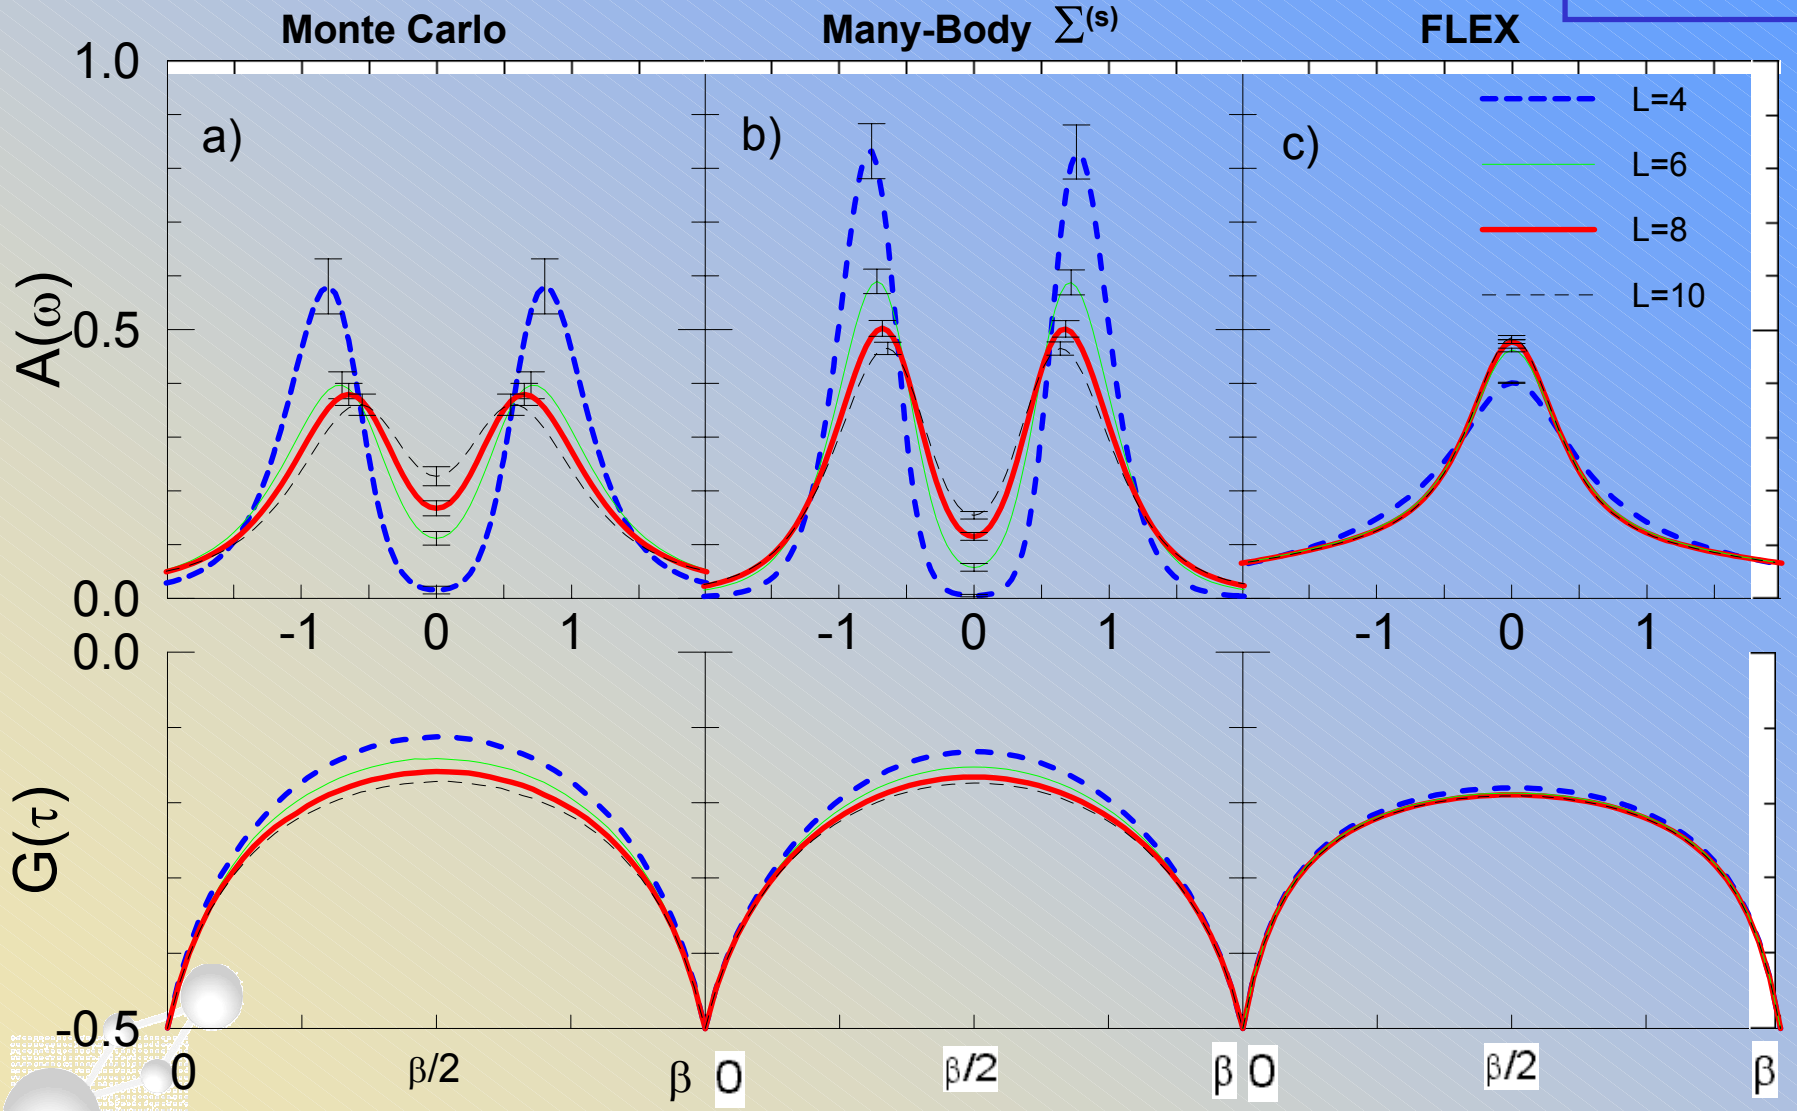 Monte Carlo
Many-Body Σ(s)
FLEX
1.0
a)
b)
c)
L=4
L=6
L=8
L=10
A(ω)
0.5
0.0
-1 0 1
-1 0 1
-1 0 1
0.0
G(τ)
-0.5
0 β/2 β
0 β/2 β
0 β/2 β